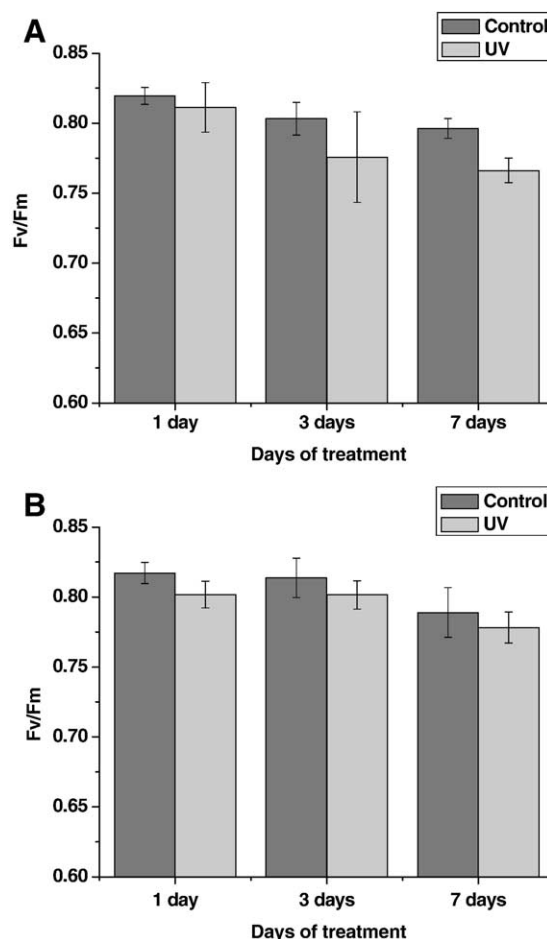 A
Control
UV
0.85
0.80
0.75
0.70
0.65
0.60
Fv/Fm
1 day 3 days 7 days
Days of treatment
B
Control
UV
0.85
0.80
0.75
0.70
0.65
0.60
Fv/Fm
1 day 3 days 7 days
Days of treatment